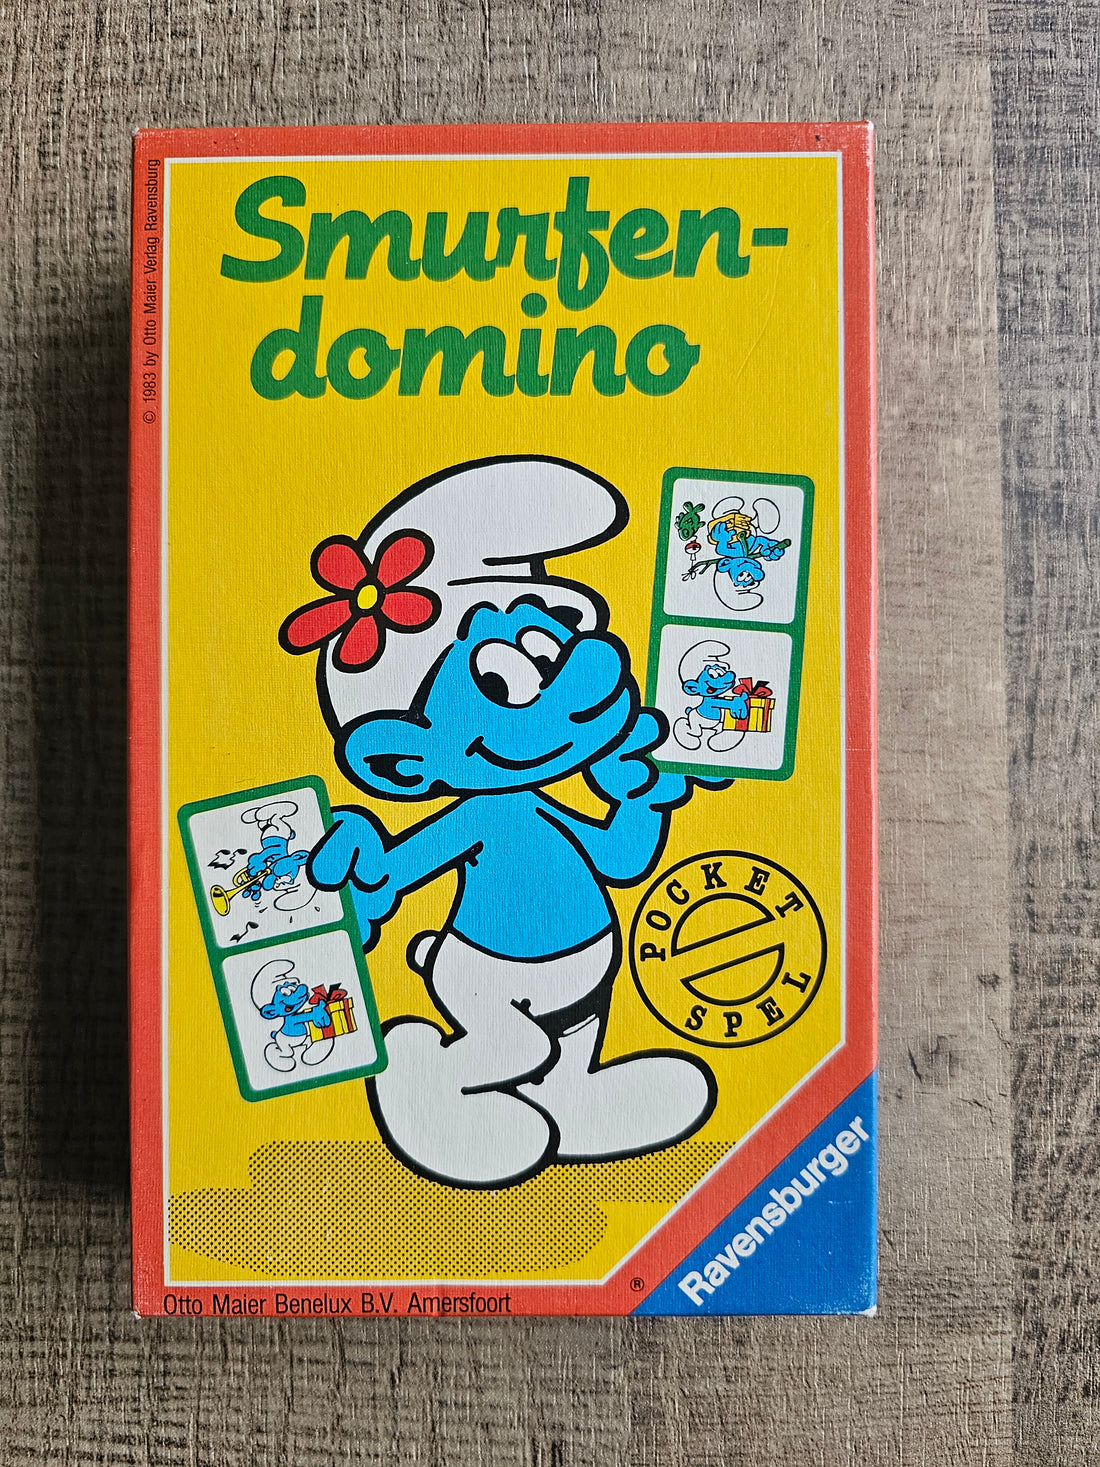 © 1983 by Otto Maier Verlag Ravensburg
Smurfen-
domino
POCKET
SPEL
Ravensburger
®
Otto Maier Benelux B.V. Amersfoort